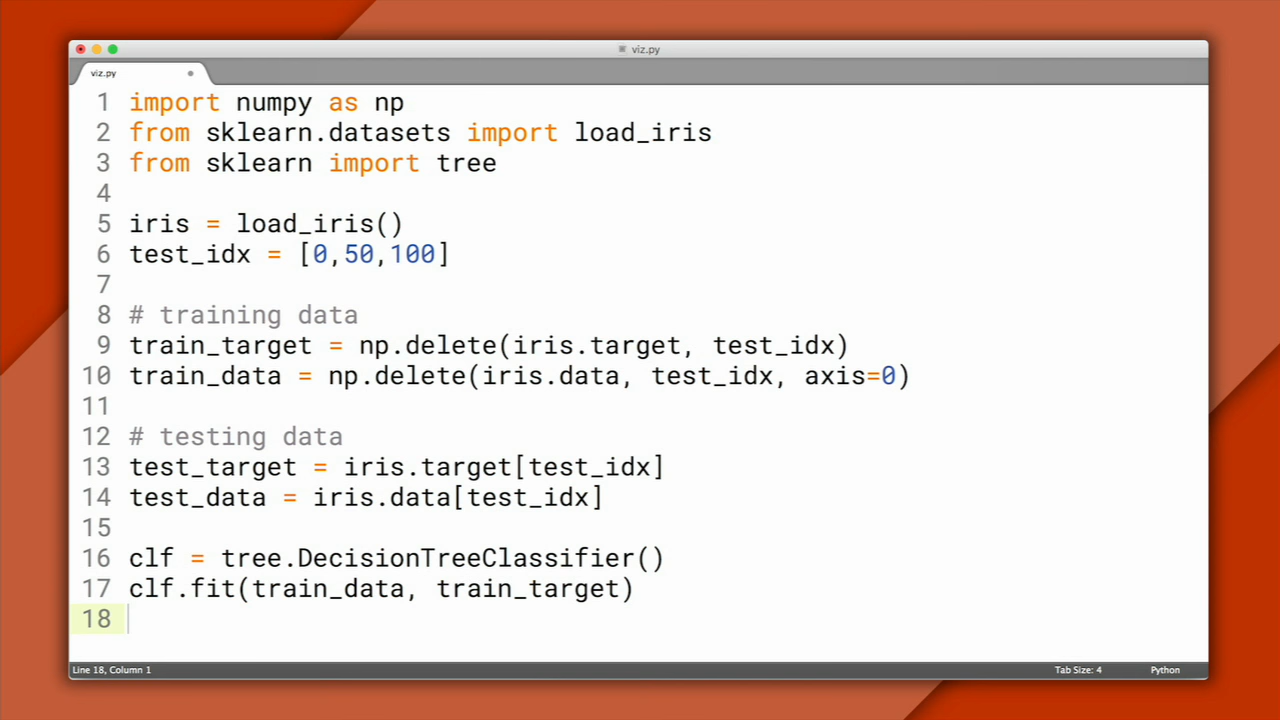 viz.py
viz.py
1 import numpy as np
2 from sklearn.datasets import load_iris
3 from sklearn import tree
4
5 iris = load_iris()
6 test_idx = [0,50,100]
7
8 # training data
9 train_target = np.delete(iris.target, test_idx)
10 train_data = np.delete(iris.data, test_idx, axis=0)
11
12 # testing data
13 test_target = iris.target[test_idx]
14 test_data = iris.data[test_idx]
15
16 clf = tree.DecisionTreeClassifier()
17 clf.fit(train_data, train_target)
18
Line 18, Column 1 Tab Size: 4 Python